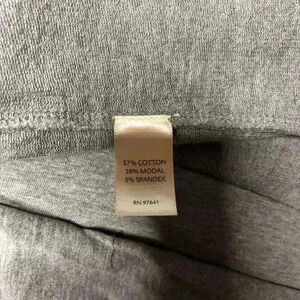 57% COTTON
38% MODAL
5% SPANDEX
RN 97641